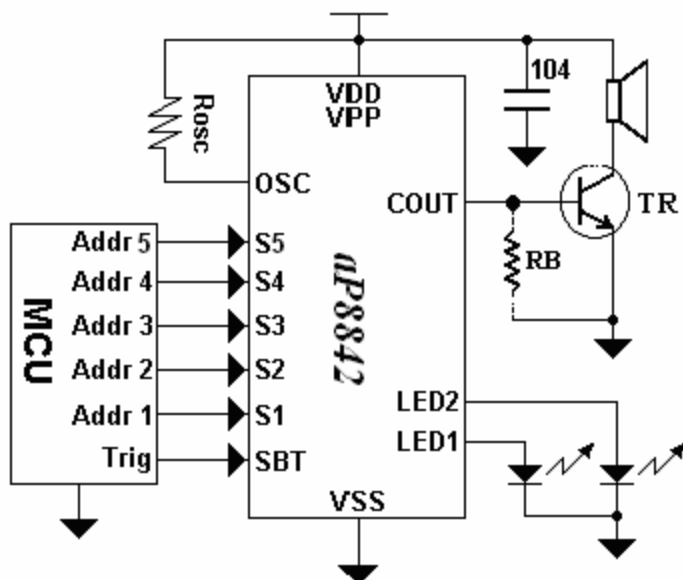 104
Rosc
VDD
VPP
OSC
COUT
TR
RB
MCU
Addr 5
Addr 4
Addr 3
Addr 2
Addr 1
Trig
S5
S4
S3
S2
S1
SBT
aP8842
LED2
LED1
VSS